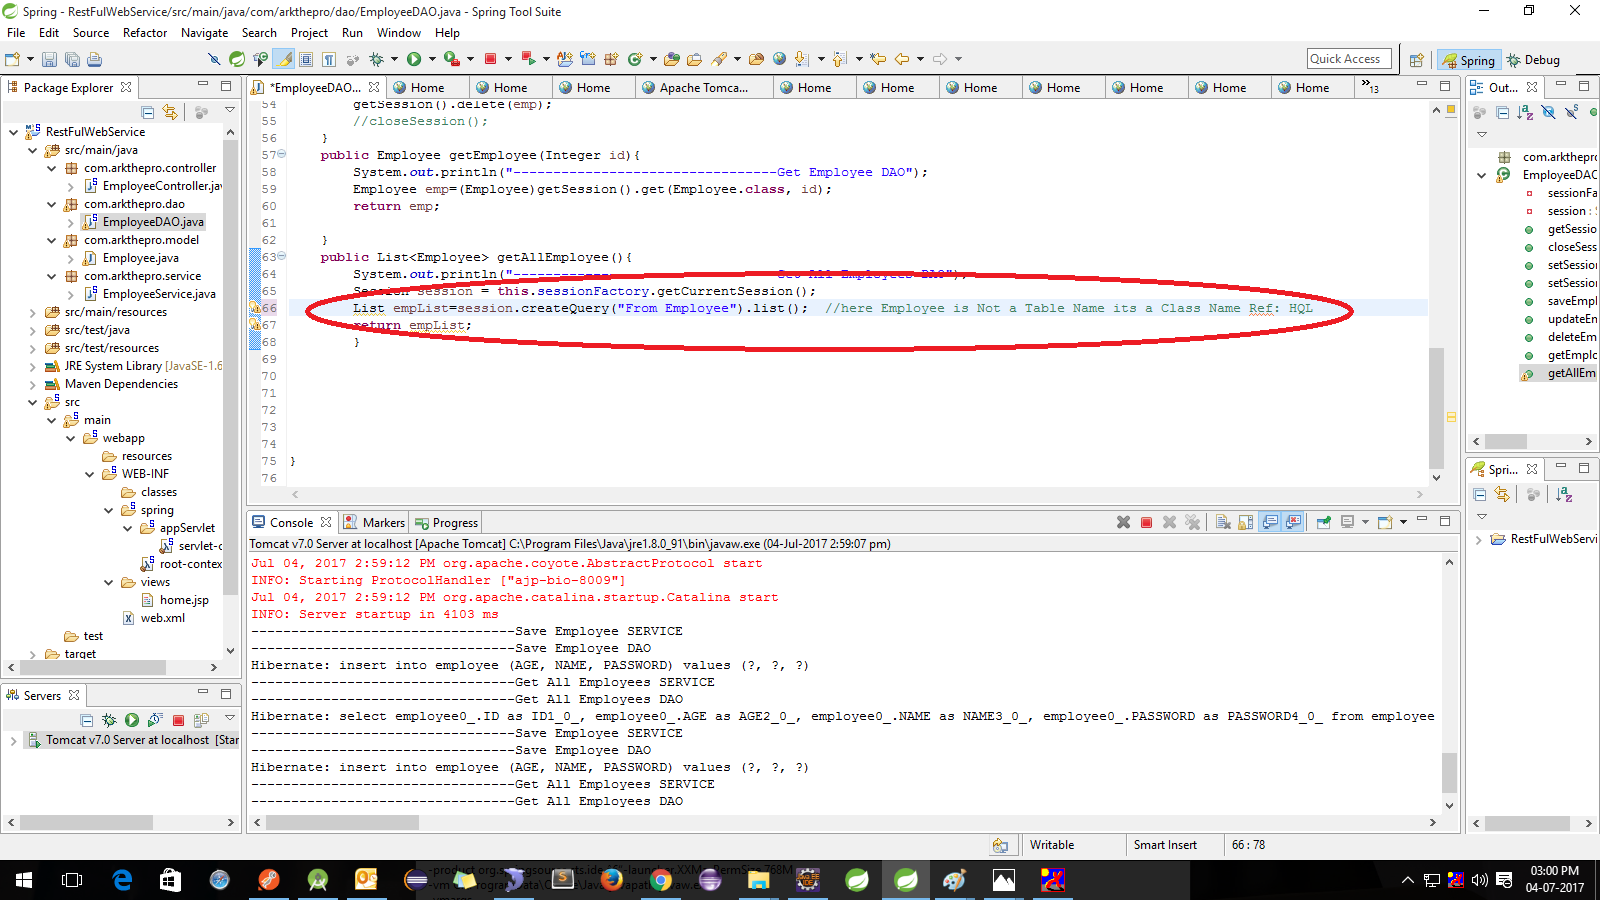 Spring - RestFulWebService/src/main/java/com/arkthepro/dao/EmployeeDAO.java - Spring Tool Suite
File Edit Source Refactor Navigate Search Project Run Window Help
Quick Access
Spring
Debug
Package Explorer
RestFulWebService
src/main/java
com.arkthepro.controller
EmployeeController.jav
com.arkthepro.dao
EmployeeDAO.java
com.arkthepro.model
Employee.java
com.arkthepro.service
EmployeeService.java
src/main/resources
src/test/java
src/test/resources
JRE System Library [JavaSE-1.6
Maven Dependencies
src
main
webapp
resources
WEB-INF
classes
spring
appServlet
servlet-c
root-contex
views
home.jsp
web.xml
test
target
Servers
Tomcat v7.0 Server at localhost [Star
*EmployeeDAO... Home Home Home Apache Tomca... Home Home Home Home Home Home Home 13
54 getSession().delete(emp);
55 //closeSession();
56 }
57 public Employee getEmployee(Integer id){
58 System.out.println("---------------------------------Get Employee DAO");
59 Employee emp=(Employee)getSession().get(Employee.class, id);
60 return emp;
61
62 }
63 public List<Employee> getAllEmployee(){
64 System.out.println("---------------------------------Get All Employees DAO");
65 Session session = this.sessionFactory.getCurrentSession();
66 List empList=session.createQuery("From Employee").list(); //here Employee is Not a Table Name its a Class Name Ref: HQL
67 return empList;
68 }
69
70
71
72
73
74
75 }
76
Console Markers Progress
Tomcat v7.0 Server at localhost [Apache Tomcat] C:\Program Files\Java\jre1.8.0_91\bin\javaw.exe (04-Jul-2017 2:59:07 pm)
Jul 04, 2017 2:59:12 PM org.apache.coyote.AbstractProtocol start
INFO: Starting ProtocolHandler ["ajp-bio-8009"]
Jul 04, 2017 2:59:12 PM org.apache.catalina.startup.Catalina start
INFO: Server startup in 4103 ms
---------------------------------Save Employee SERVICE
---------------------------------Save Employee DAO
Hibernate: insert into employee (AGE, NAME, PASSWORD) values (?, ?, ?)
---------------------------------Get All Employees SERVICE
---------------------------------Get All Employees DAO
Hibernate: select employee0_.ID as ID1_0_, employee0_.AGE as AGE2_0_, employee0_.NAME as NAME3_0_, employee0_.PASSWORD as PASSWORD4_0_ from employee
---------------------------------Save Employee SERVICE
---------------------------------Save Employee DAO
Hibernate: insert into employee (AGE, NAME, PASSWORD) values (?, ?, ?)
---------------------------------Get All Employees SERVICE
---------------------------------Get All Employees DAO
Out...
com.arkthepro
EmployeeDAO
sessionFa
session :
getSessio
closeSess
setSession
setSession
saveEmpl
updateEn
deleteEm
getEmplc
getAllEm
Spri...
RestFulWebServi
Writable
Smart Insert
66 : 78
03:00 PM
04-07-2017